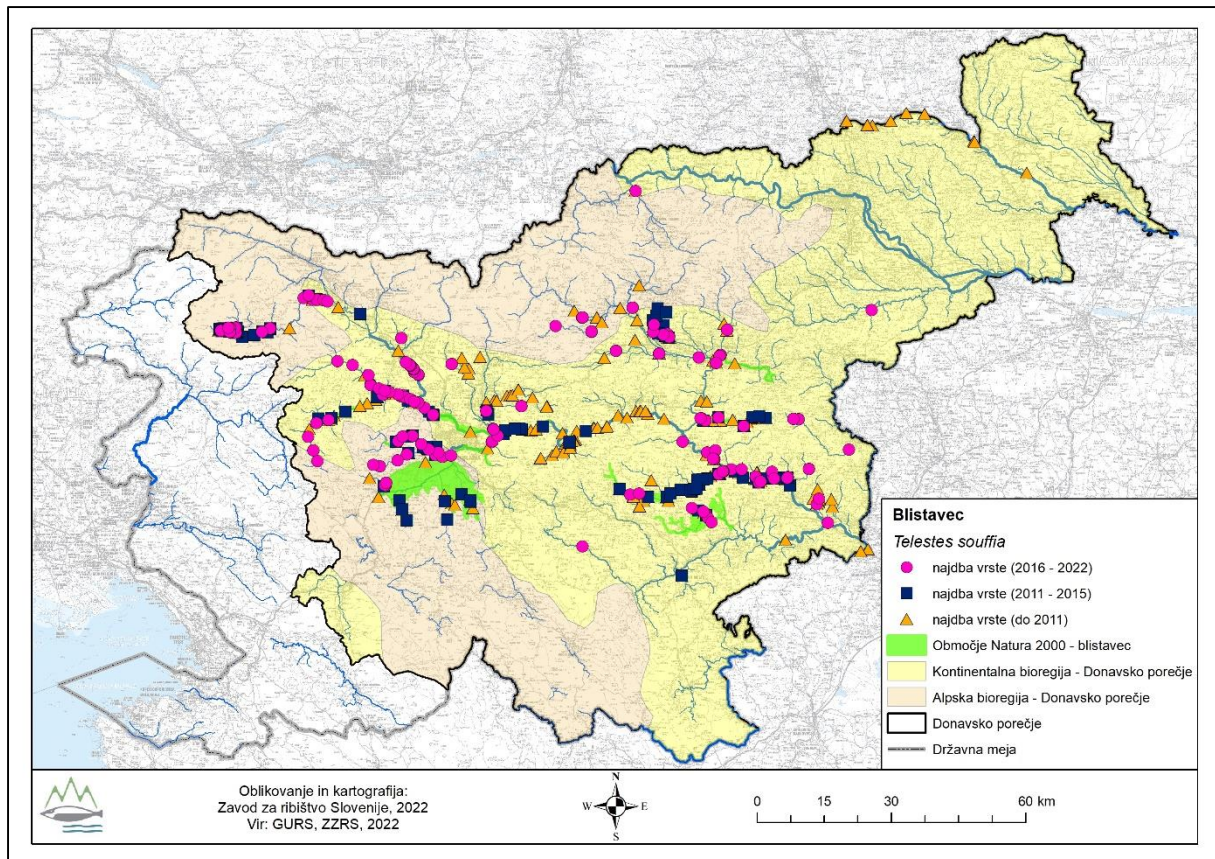 Blistavec
Telestes souffia
najdba vrste (2016 - 2022)
najdba vrste (2011 - 2015)
najdba vrste (do 2011)
Območje Natura 2000 - blistavec
Kontinentalna bioregija - Donavsko porečje
Alpska bioregija - Donavsko porečje
Donavsko porečje
Državna meja
Oblikovanje in kartografija:
Zavod za ribištvo Slovenije, 2022
Vir: GURS, ZZRS, 2022
N
W
E
S
0 15 30 60 km